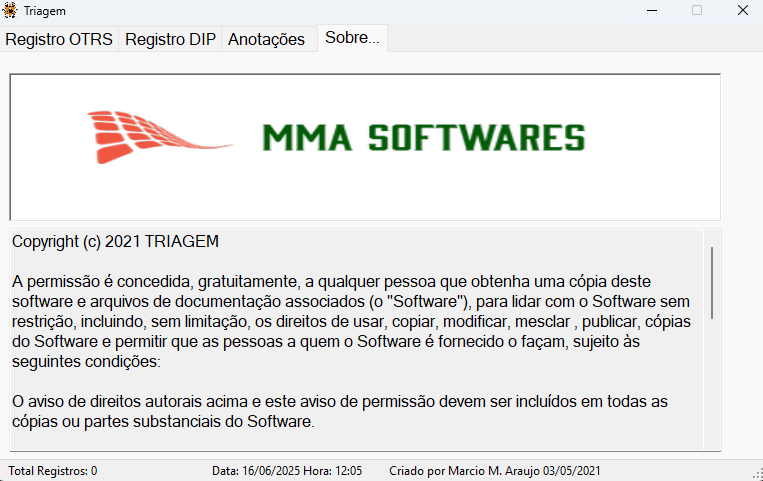 Triagem
Registro OTRS Registro DIP Anotações Sobre...
MMA SOFTWARES
Copyright (c) 2021 TRIAGEM
A permissão é concedida, gratuitamente, a qualquer pessoa que obtenha uma cópia deste
software e arquivos de documentação associados (o "Software"), para lidar com o Software sem
restrição, incluindo, sem limitação, os direitos de usar, copiar, modificar, mesclar , publicar, cópias
do Software e permitir que as pessoas a quem o Software é fornecido o façam, sujeito às
seguintes condições:
O aviso de direitos autorais acima e este aviso de permissão devem ser incluídos em todas as
cópias ou partes substanciais do Software.
Total Registros: 0 Data: 16/06/2025 Hora: 12:05 Criado por Marcio M. Araujo 03/05/2021